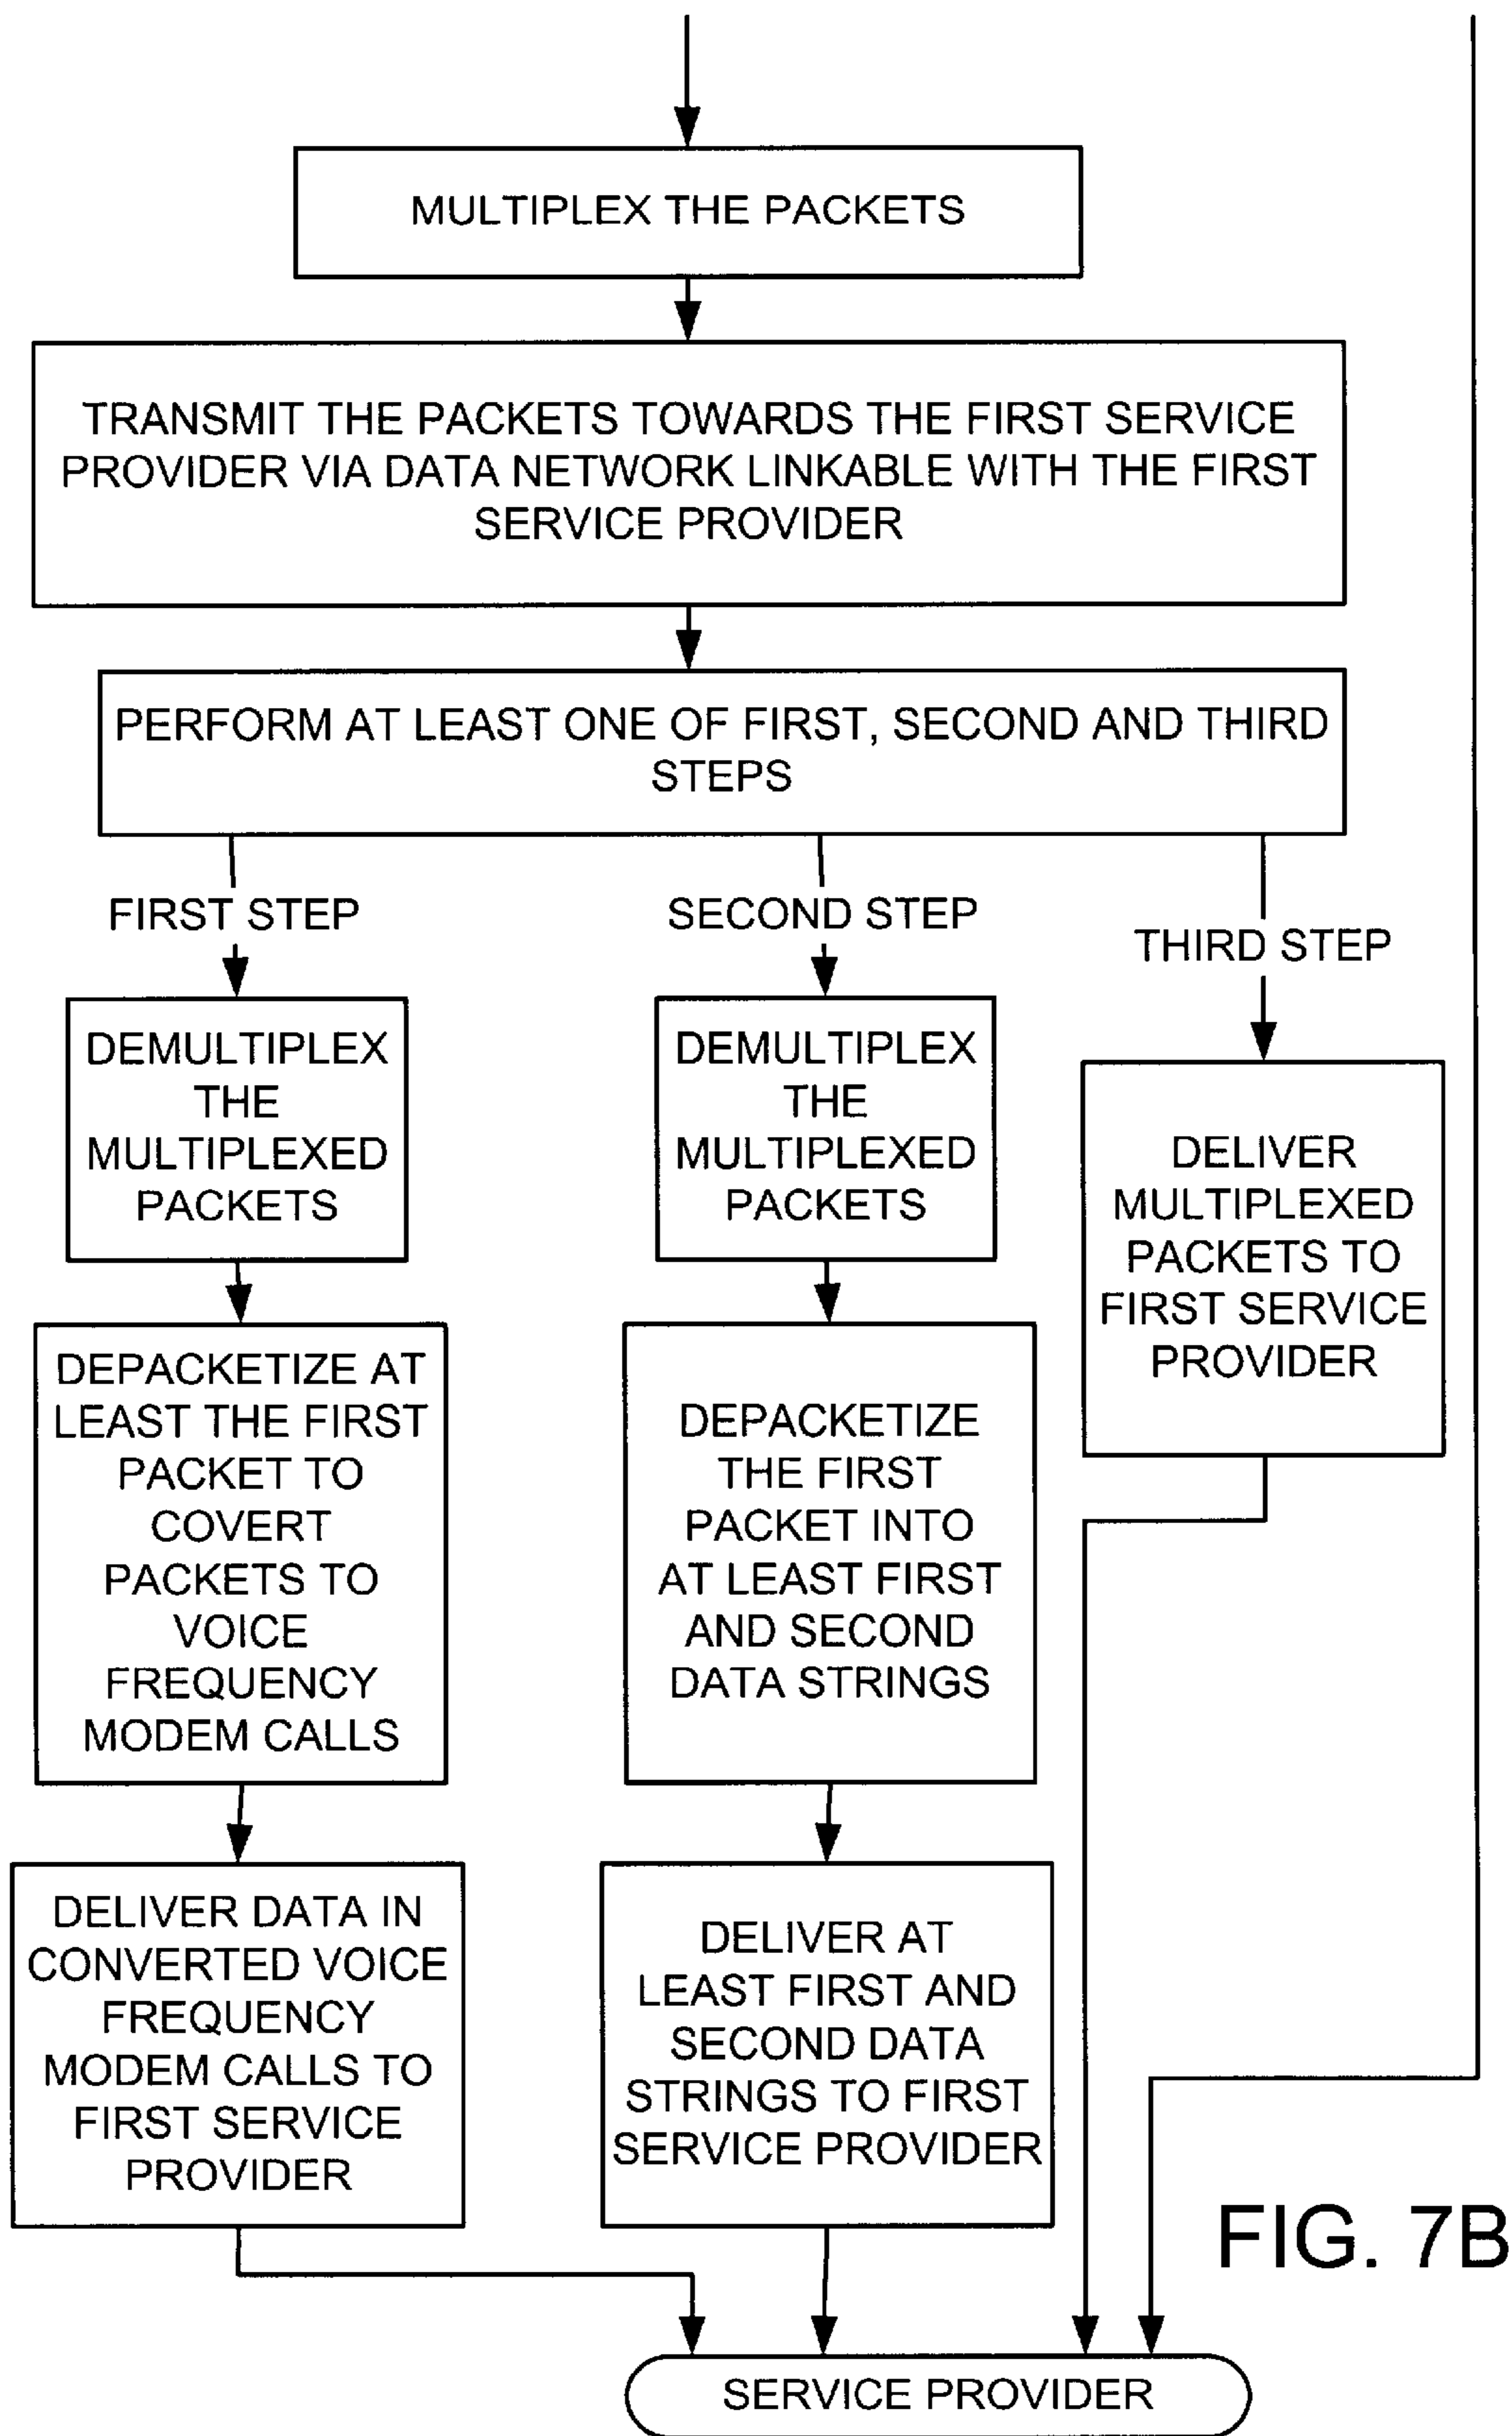 MULTIPLEX THE PACKETS
TRANSMIT THE PACKETS TOWARDS THE FIRST SERVICE
PROVIDER VIA DATA NETWORK LINKABLE WITH THE FIRST
SERVICE PROVIDER
PERFORM AT LEAST ONE OF FIRST, SECOND AND THIRD
STEPS
FIRST STEP
DEMULTIPLEX
THE
MULTIPLEXED
PACKETS
DEPACKETIZE AT
LEAST THE FIRST
PACKET TO
COVERT
PACKETS TO
VOICE
FREQUENCY
MODEM CALLS
DELIVER DATA IN
CONVERTED VOICE
FREQUENCY
MODEM CALLS TO
FIRST SERVICE
PROVIDER
SECOND STEP
DEMULTIPLEX
THE
MULTIPLEXED
PACKETS
DEPACKETIZE
THE FIRST
PACKET INTO
AT LEAST FIRST
AND SECOND
DATA STRINGS
DELIVER AT
LEAST FIRST AND
SECOND DATA
STRINGS TO FIRST
SERVICE PROVIDER
THIRD STEP
DELIVER
MULTIPLEXED
PACKETS TO
FIRST SERVICE
PROVIDER
SERVICE PROVIDER
FIG. 7B